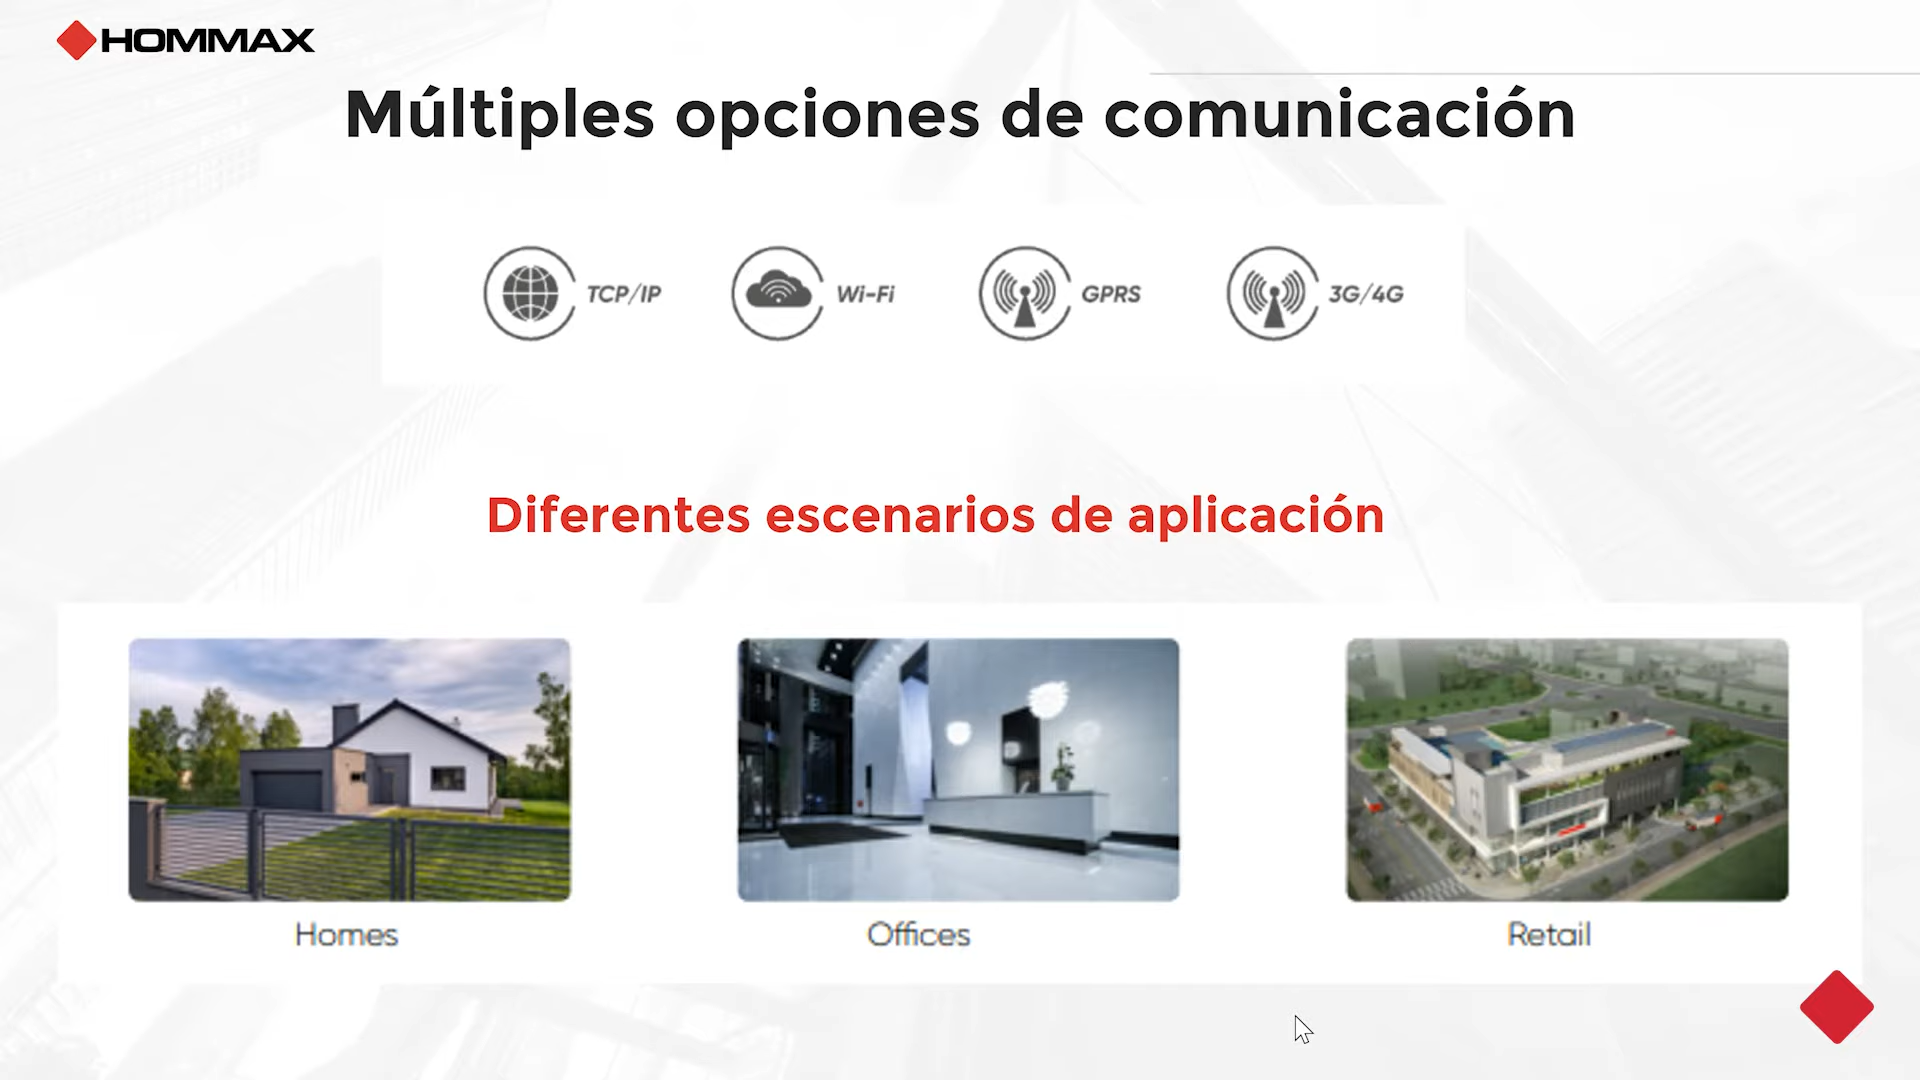 HOMMAX
Múltiples opciones de comunicación
TCP/IP
Wi-Fi
GPRS
3G/4G
Diferentes escenarios de aplicación
Homes
Offices
Retail